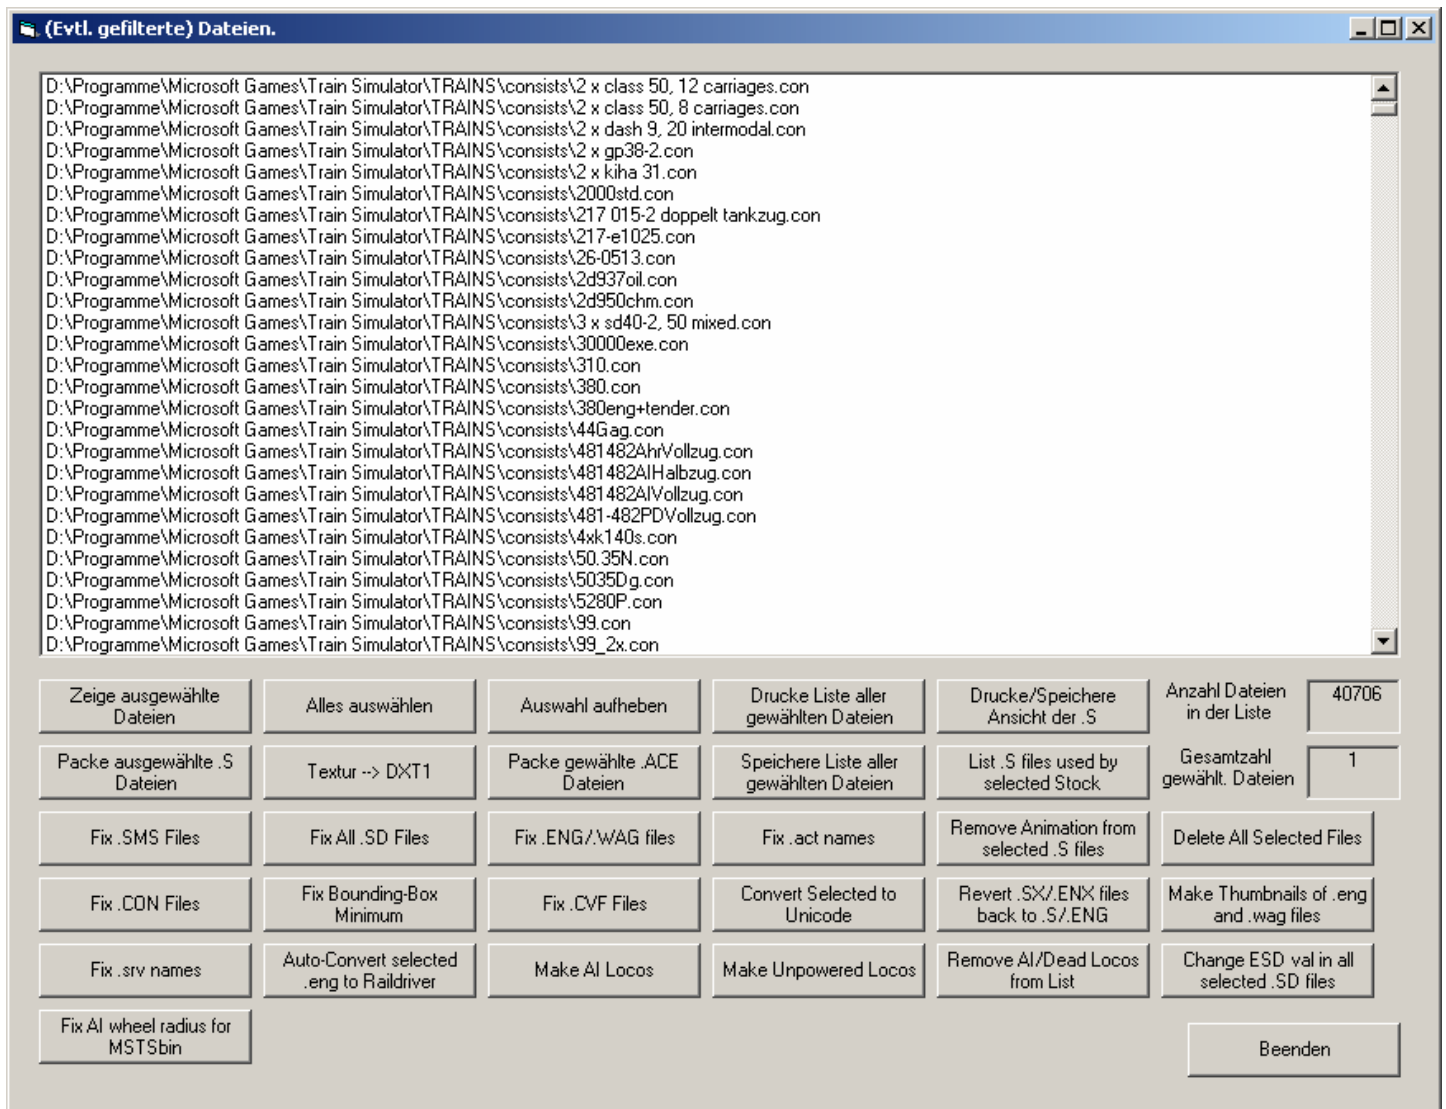 (Evtl. gefilterte) Dateien.
D:\Programme\Microsoft Games\Train Simulator\TRAINS\consists\2 x class 50, 12 carriages.con
D:\Programme\Microsoft Games\Train Simulator\TRAINS\consists\2 x class 50, 8 carriages.con
D:\Programme\Microsoft Games\Train Simulator\TRAINS\consists\2 x dash 9, 20 intermodal.con
D:\Programme\Microsoft Games\Train Simulator\TRAINS\consists\2 x gp38-2.con
D:\Programme\Microsoft Games\Train Simulator\TRAINS\consists\2 x kiha 31.con
D:\Programme\Microsoft Games\Train Simulator\TRAINS\consists\2000std.con
D:\Programme\Microsoft Games\Train Simulator\TRAINS\consists\217 015-2 doppelt tankzug.con
D:\Programme\Microsoft Games\Train Simulator\TRAINS\consists\217-e1025.con
D:\Programme\Microsoft Games\Train Simulator\TRAINS\consists\26-0513.con
D:\Programme\Microsoft Games\Train Simulator\TRAINS\consists\2d937oil.con
D:\Programme\Microsoft Games\Train Simulator\TRAINS\consists\2d950chm.con
D:\Programme\Microsoft Games\Train Simulator\TRAINS\consists\3 x sd40-2, 50 mixed.con
D:\Programme\Microsoft Games\Train Simulator\TRAINS\consists\30000exe.con
D:\Programme\Microsoft Games\Train Simulator\TRAINS\consists\310.con
D:\Programme\Microsoft Games\Train Simulator\TRAINS\consists\380.con
D:\Programme\Microsoft Games\Train Simulator\TRAINS\consists\380eng+tender.con
D:\Programme\Microsoft Games\Train Simulator\TRAINS\consists\44Gag.con
D:\Programme\Microsoft Games\Train Simulator\TRAINS\consists\481482AhrVollzug.con
D:\Programme\Microsoft Games\Train Simulator\TRAINS\consists\481482AIHalbzug.con
D:\Programme\Microsoft Games\Train Simulator\TRAINS\consists\481482AIVollzug.con
D:\Programme\Microsoft Games\Train Simulator\TRAINS\consists\481-482PDVollzug.con
D:\Programme\Microsoft Games\Train Simulator\TRAINS\consists\4xk140s.con
D:\Programme\Microsoft Games\Train Simulator\TRAINS\consists\50.35N.con
D:\Programme\Microsoft Games\Train Simulator\TRAINS\consists\5035Dg.con
D:\Programme\Microsoft Games\Train Simulator\TRAINS\consists\5280P.con
D:\Programme\Microsoft Games\Train Simulator\TRAINS\consists\99.con
D:\Programme\Microsoft Games\Train Simulator\TRAINS\consists\99_2x.con
Zeige ausgewählte
Dateien
Alles auswählen
Auswahl aufheben
Drucke Liste aller
gewählten Dateien
Drucke/Speichere
Ansicht der .S
Anzahl Dateien
in der Liste
40706
Packe ausgewählte .S
Dateien
Textur --> DXT1
Packe gewählte .ACE
Dateien
Speichere Liste aller
gewählten Dateien
List .S files used by
selected Stock
Gesamtzahl
gewählt. Dateien
1
Fix .SMS Files
Fix All .SD Files
Fix .ENG/.WAG files
Fix .act names
Remove Animation from
selected .S files
Delete All Selected Files
Fix .CON Files
Fix Bounding-Box
Minimum
Fix .CVF Files
Convert Selected to
Unicode
Revert .SX/.ENX files
back to .S/.ENG
Make Thumbnails of .eng
and .wag files
Fix .srv names
Auto-Convert selected
.eng to Raildriver
Make AI Locos
Make Unpowered Locos
Remove AI/Dead Locos
from List
Change ESD val in all
selected .SD files
Fix AI wheel radius for
MSTSbin
Beenden